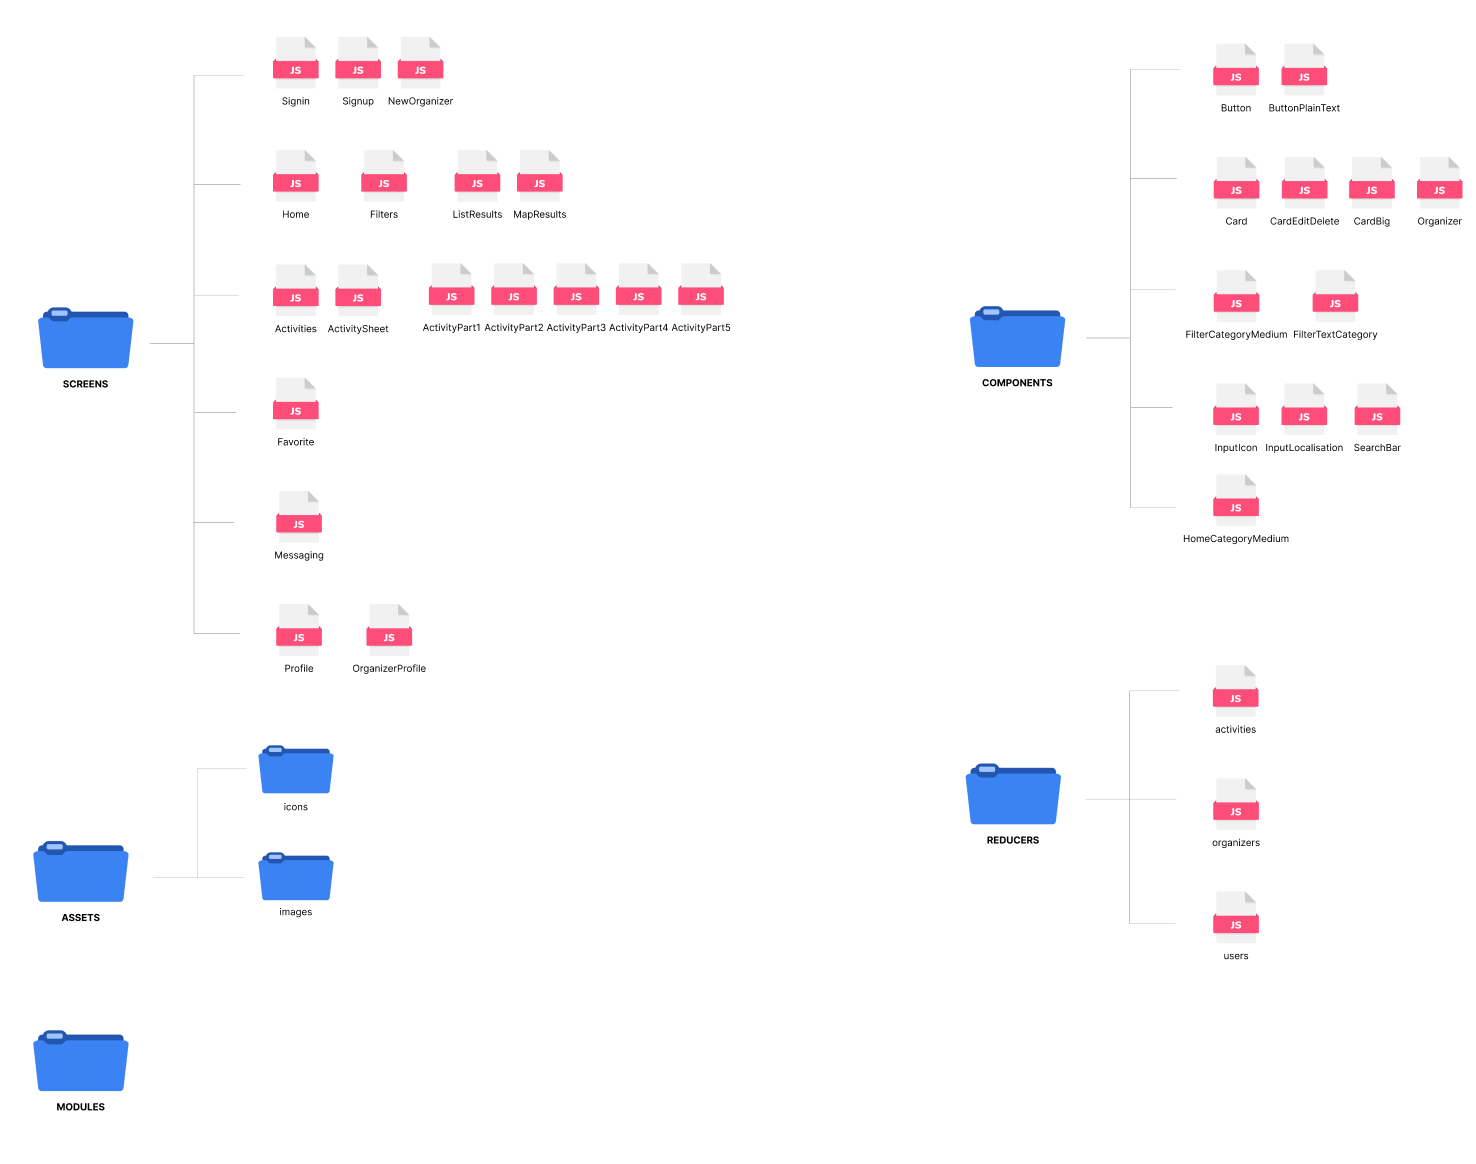 JS JS JS
Signin Signup NewOrganizer
JS JS JS JS
Home Filters ListResults MapResults
JS JS JS JS JS JS JS
Activities ActivitySheet ActivityPart1 ActivityPart2 ActivityPart3 ActivityPart4 ActivityPart5
SCREENS
JS
Favorite
JS
Messaging
JS JS
Profile OrganizerProfile
icons
images
ASSETS
MODULES
JS JS
Button ButtonPlainText
JS JS JS JS
Card CardEditDelete CardBig Organizer
JS JS
FilterCategoryMedium FilterTextCategory
COMPONENTS
JS JS JS
InputIcon InputLocalisation SearchBar
JS
HomeCategoryMedium
JS
activities
JS
organizers
REDUCERS
JS
users